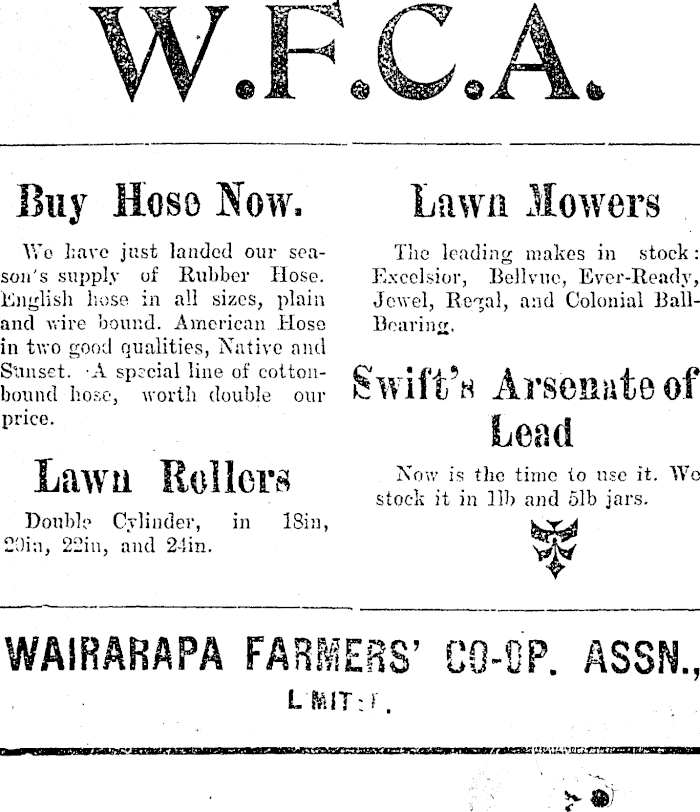 W.F.C.A.
Buy Hose Now.
We have just landed our sea-
son's supply of Rubber Hose.
English hose in all sizes, plain
and wire bound. American Hose
in two good qualities, Native and
Sunset. A special line of cotton-
bound hose, worth double our
price.
Lawn Rollers
Double Cylinder, in 18in,
20in, 22in, and 24in.
Lawn Mowers
The leading makes in stock:
Excelsior, Bellvue, Ever-Ready,
Jewel, Regal, and Colonial Ball-
Bearing.
Swift's Arsenate of
Lead
Now is the time to use it. We
stock it in 1lb and 5lb jars.
WAIRARAPA FARMERS' CO-OP. ASSN.,